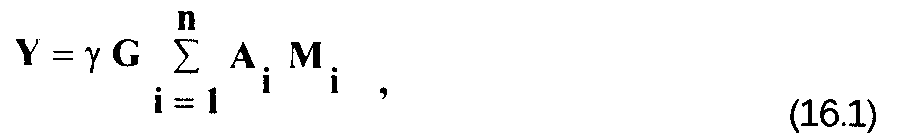 Y = γ G ∑ i = 1 n A i M i , (16.1)